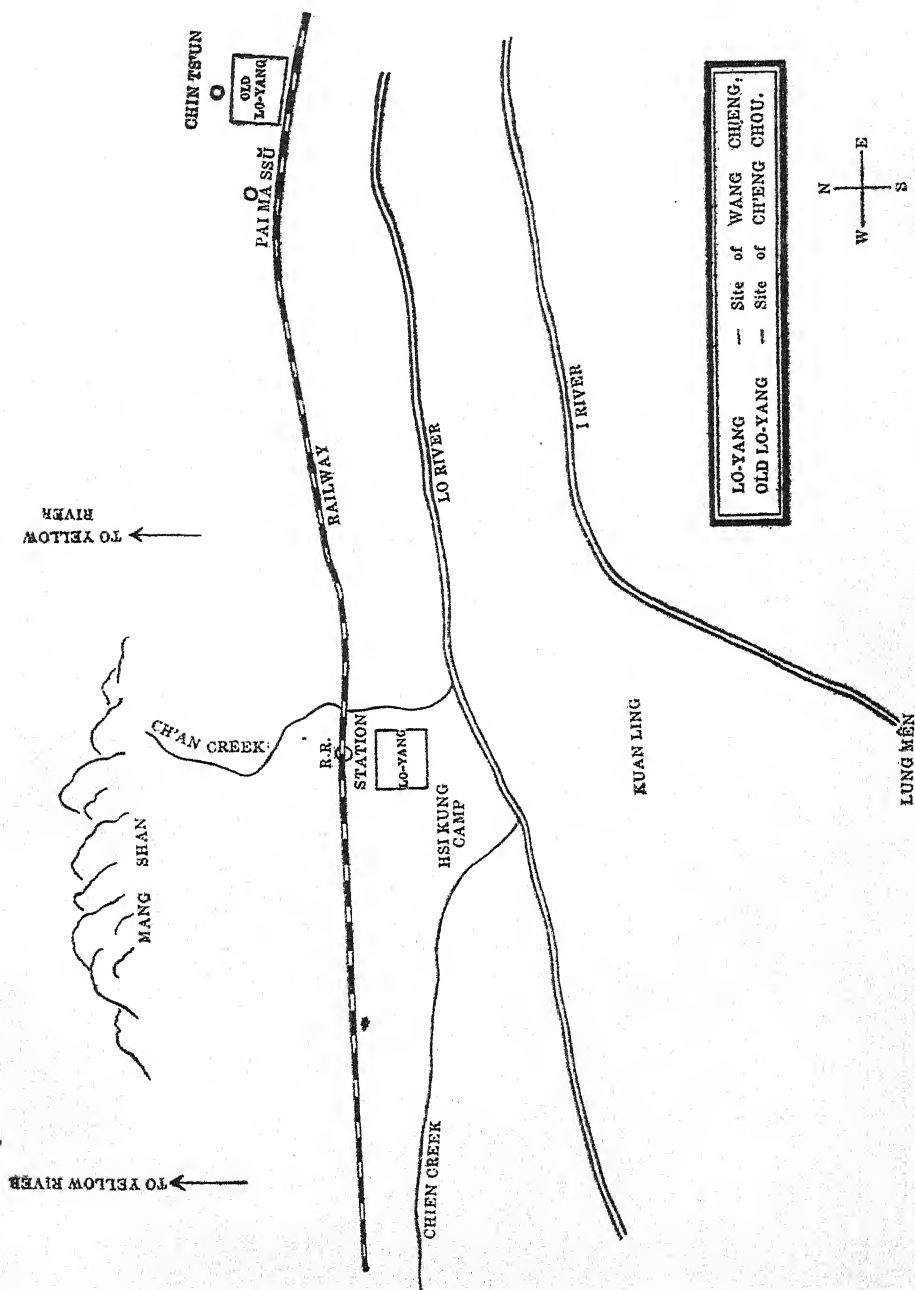 CHIN TS'UN
OLD
LO-YANG
PAI MA SSŬ
TO YELLOW
RIVER
RAILWAY
LO RIVER
I RIVER
CH'AN CREEK
R.R.
STATION
LO-YANG
MANG SHAN
HSI KUNG
CAMP
KUAN LING
CHIEN CREEK
TO YELLOW RIVER
LUNG MÊN
LO-YANG — Site of WANG CH'ENG,
OLD LO-YANG — Site of CH'ENG CHOU.
N
W E
S